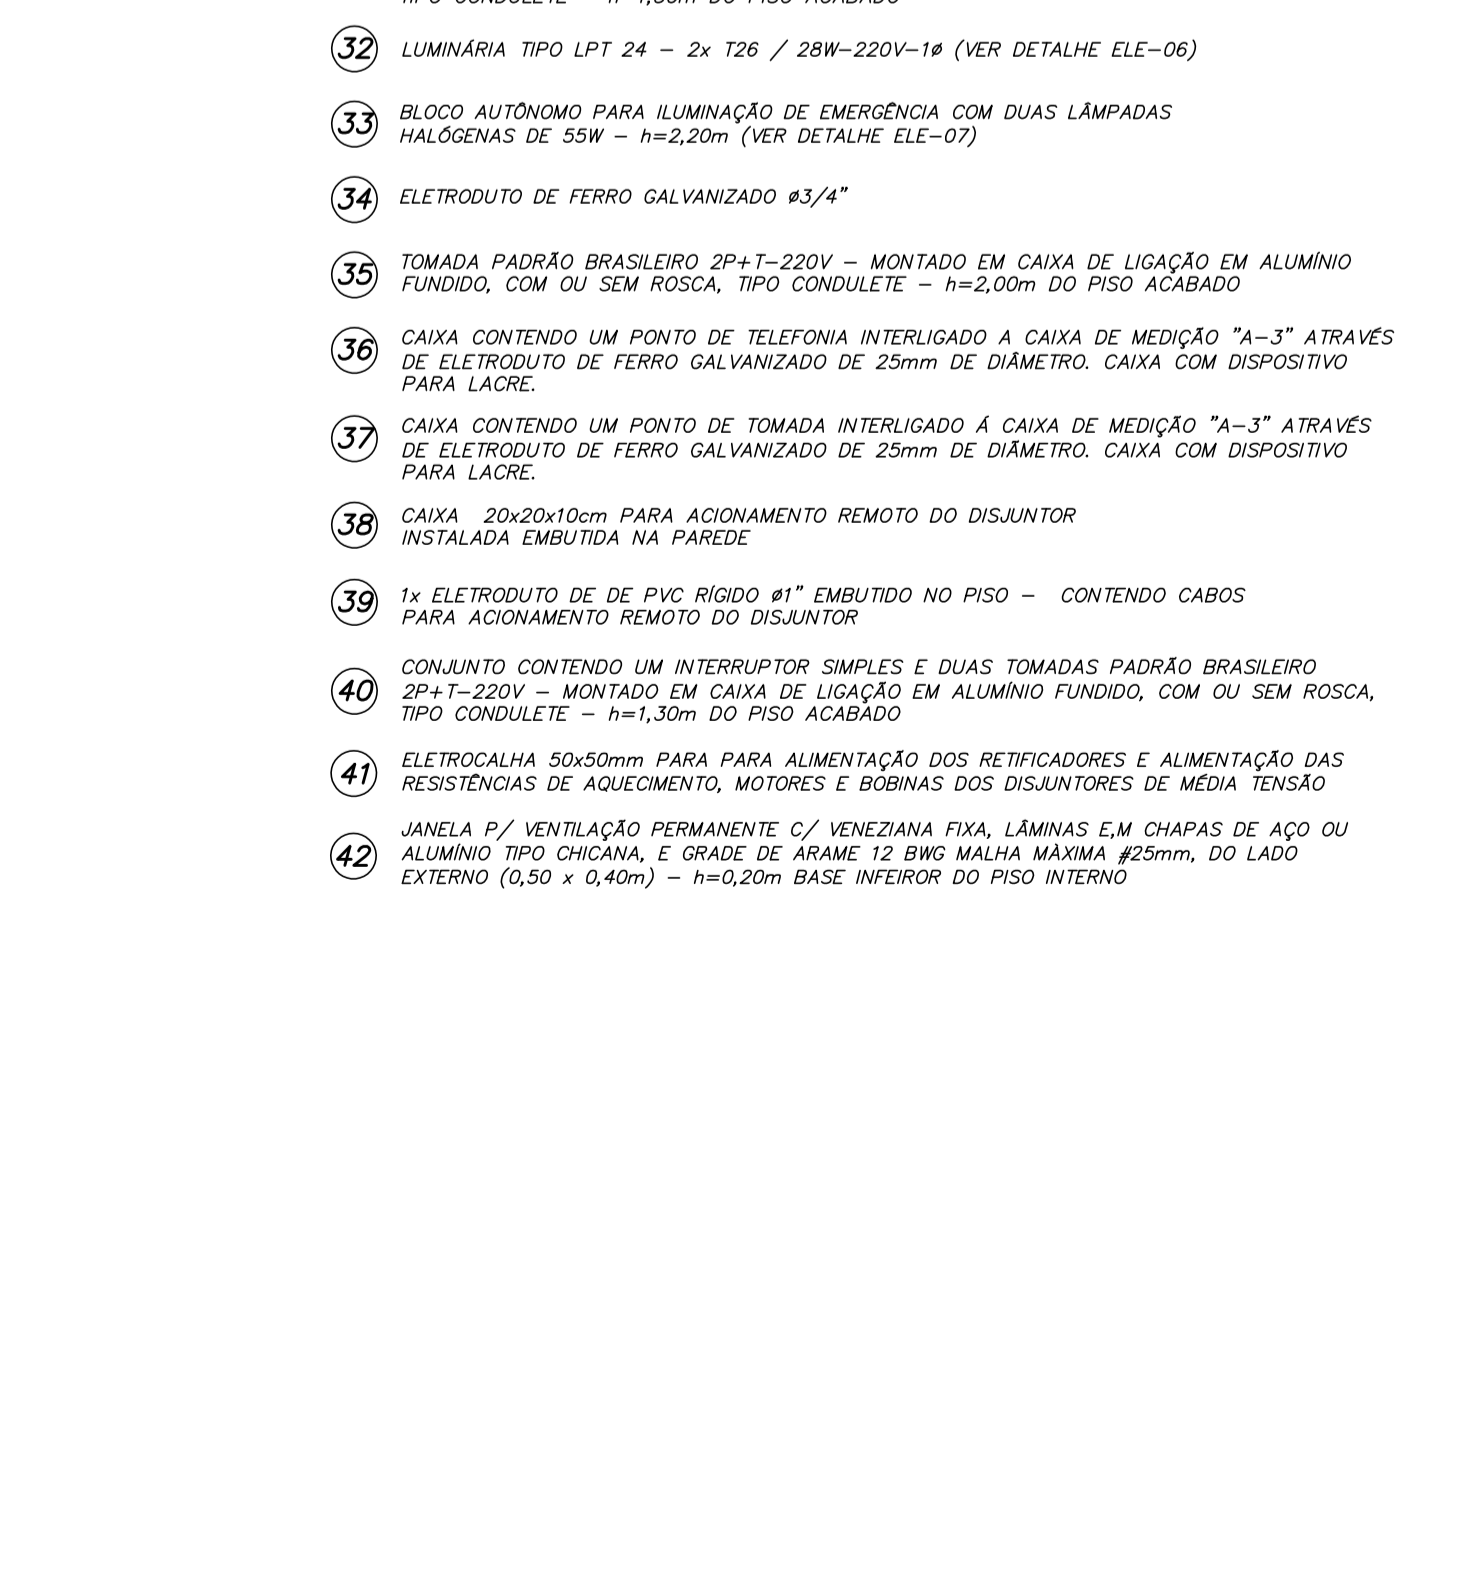 TIPO CONDULETE – h=1,30m DO PISO ACABADO
32 LUMINÁRIA TIPO LPT 24 – 2x T26 / 28W–220V–1ø (VER DETALHE ELE–06)
33 BLOCO AUTÔNOMO PARA ILUMINAÇÃO DE EMERGÊNCIA COM DUAS LÂMPADAS
HALÓGENAS DE 55W – h=2,20m (VER DETALHE ELE–07)
34 ELETRODUTO DE FERRO GALVANIZADO ø3/4"
35 TOMADA PADRÃO BRASILEIRO 2P+T–220V – MONTADO EM CAIXA DE LIGAÇÃO EM ALUMÍNIO
FUNDIDO, COM OU SEM ROSCA, TIPO CONDULETE – h=2,00m DO PISO ACABADO
36 CAIXA CONTENDO UM PONTO DE TELEFONIA INTERLIGADO A CAIXA DE MEDIÇÃO "A–3" ATRAVÉS
DE ELETRODUTO DE FERRO GALVANIZADO DE 25mm DE DIÂMETRO. CAIXA COM DISPOSITIVO
PARA LACRE.
37 CAIXA CONTENDO UM PONTO DE TOMADA INTERLIGADO Á CAIXA DE MEDIÇÃO "A–3" ATRAVÉS
DE ELETRODUTO DE FERRO GALVANIZADO DE 25mm DE DIÃMETRO. CAIXA COM DISPOSITIVO
PARA LACRE.
38 CAIXA 20x20x10cm PARA ACIONAMENTO REMOTO DO DISJUNTOR
INSTALADA EMBUTIDA NA PAREDE
39 1x ELETRODUTO DE DE PVC RÍGIDO ø1" EMBUTIDO NO PISO – CONTENDO CABOS
PARA ACIONAMENTO REMOTO DO DISJUNTOR
40 CONJUNTO CONTENDO UM INTERRUPTOR SIMPLES E DUAS TOMADAS PADRÃO BRASILEIRO
2P+T–220V – MONTADO EM CAIXA DE LIGAÇÃO EM ALUMÍNIO FUNDIDO, COM OU SEM ROSCA,
TIPO CONDULETE – h=1,30m DO PISO ACABADO
41 ELETROCALHA 50x50mm PARA PARA ALIMENTAÇÃO DOS RETIFICADORES E ALIMENTAÇÃO DAS
RESISTÊNCIAS DE AQUECIMENTO, MOTORES E BOBINAS DOS DISJUNTORES DE MÉDIA TENSÃO
42 JANELA P/ VENTILAÇÃO PERMANENTE C/ VENEZIANA FIXA, LÂMINAS E,M CHAPAS DE AÇO OU
ALUMÍNIO TIPO CHICANA, E GRADE DE ARAME 12 BWG MALHA MÀXIMA #25mm, DO LADO
EXTERNO (0,50 x 0,40m) – h=0,20m BASE INFEIROR DO PISO INTERNO